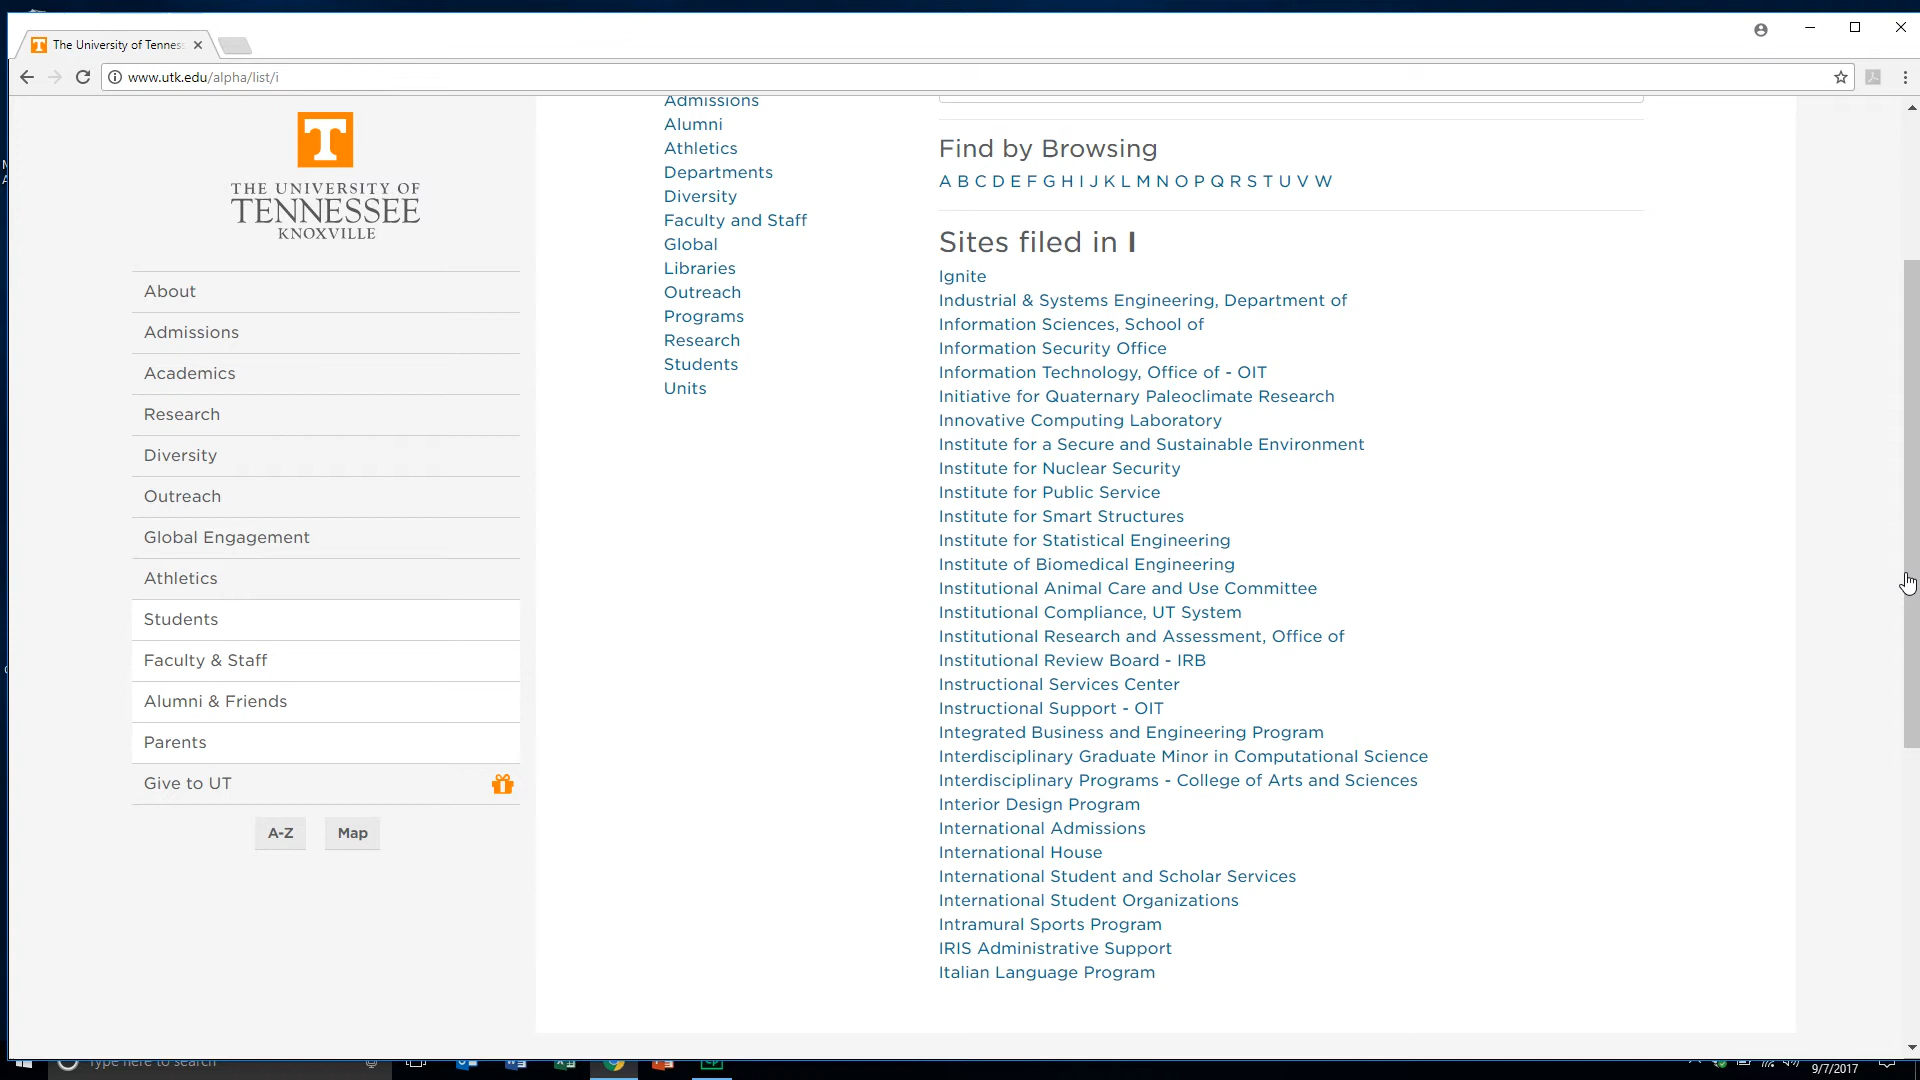 The University of Tennes
www.utk.edu/alpha/list/i
T
THE UNIVERSITY OF
TENNESSEE
KNOXVILLE
About
Admissions
Academics
Research
Diversity
Outreach
Global Engagement
Athletics
Students
Faculty & Staff
Alumni & Friends
Parents
Give to UT
A-Z Map
Admissions
Alumni
Athletics
Departments
Diversity
Faculty and Staff
Global
Libraries
Outreach
Programs
Research
Students
Units
Find by Browsing
A B C D E F G H I J K L M N O P Q R S T U V W
Sites filed in I
Ignite
Industrial & Systems Engineering, Department of
Information Sciences, School of
Information Security Office
Information Technology, Office of - OIT
Initiative for Quaternary Paleoclimate Research
Innovative Computing Laboratory
Institute for a Secure and Sustainable Environment
Institute for Nuclear Security
Institute for Public Service
Institute for Smart Structures
Institute for Statistical Engineering
Institute of Biomedical Engineering
Institutional Animal Care and Use Committee
Institutional Compliance, UT System
Institutional Research and Assessment, Office of
Institutional Review Board - IRB
Instructional Services Center
Instructional Support - OIT
Integrated Business and Engineering Program
Interdisciplinary Graduate Minor in Computational Science
Interdisciplinary Programs - College of Arts and Sciences
Interior Design Program
International Admissions
International House
International Student and Scholar Services
International Student Organizations
Intramural Sports Program
IRIS Administrative Support
Italian Language Program
Type here to search
9/7/2017